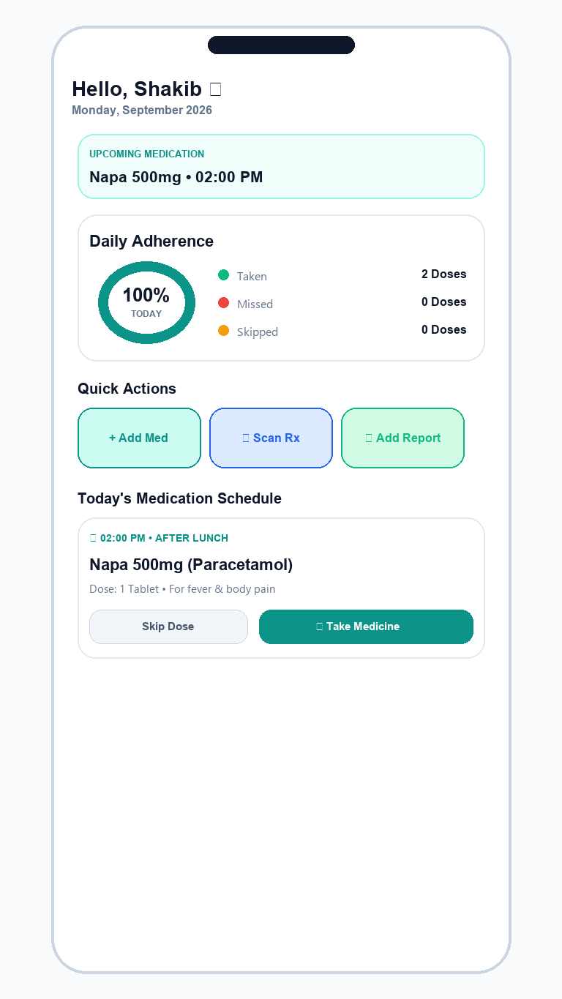 Hello, Shakib
Monday, September 2026
UPCOMING MEDICATION
Napa 500mg • 02:00 PM
Daily Adherence
100%
TODAY
Taken 2 Doses
Missed 0 Doses
Skipped 0 Doses
Quick Actions
+ Add Med
Scan Rx
Add Report
Today's Medication Schedule
02:00 PM • AFTER LUNCH
Napa 500mg (Paracetamol)
Dose: 1 Tablet • For fever & body pain
Skip Dose
Take Medicine